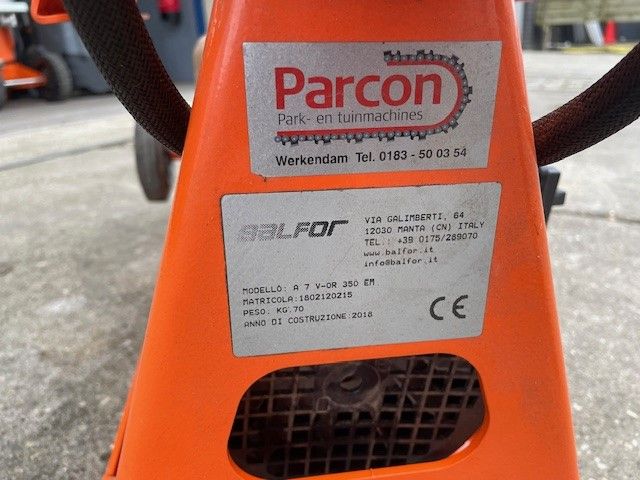 Parcon
Park- en tuinmachines
Werkendam Tel. 0183 - 50 03 54
BALFOR
VIA GALIMBERTI, 64
12030 MANTA (CN) ITALY
TEL.: +39 0175/289070
www.balfor.it
info@balfor.it
MODELLO: A 7 V-OR 350 EM
MATRICOLA:1802120215
PESO: KG.70
ANNO DI COSTRUZIONE:2018
CE